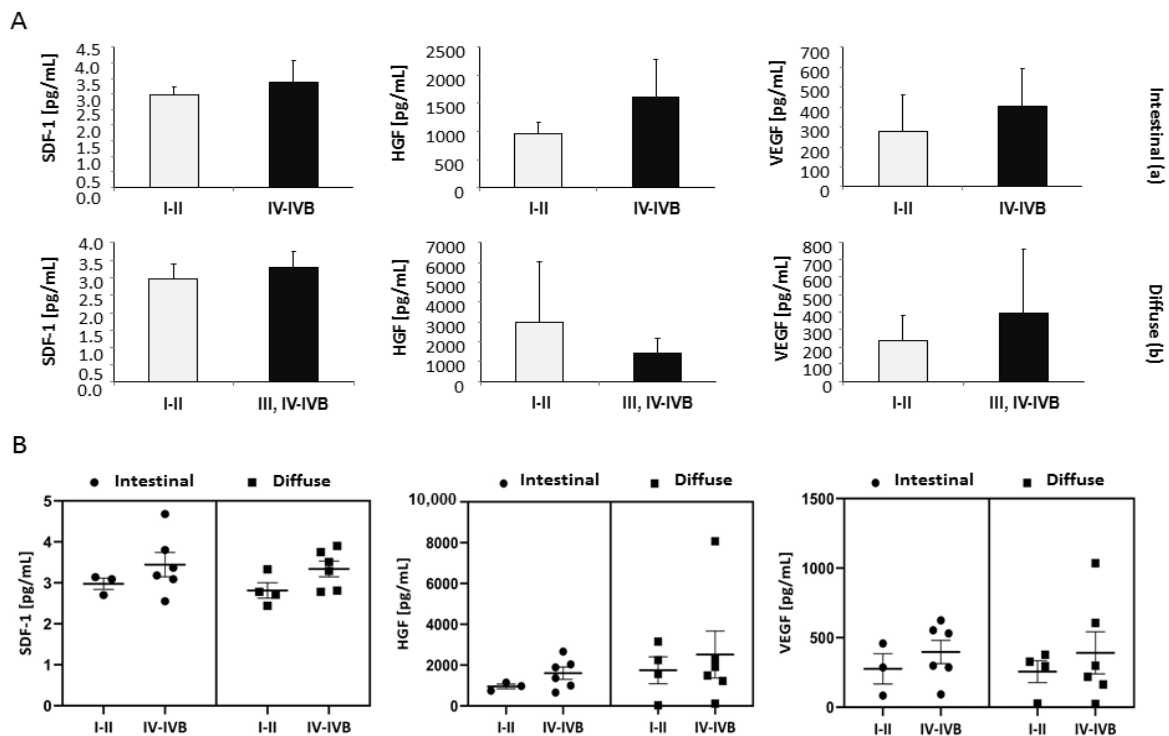 A
SDF-1 [pg/mL]
4.5
4.0
3.5
3.0
2.5
2.0
1.5
1.0
0.5
0.0
I-II
IV-IVB
HGF [pg/mL]
2500
2000
1500
1000
500
0
I-II
IV-IVB
VEGF [pg/mL]
700
600
500
400
300
200
100
0
I-II
IV-IVB
Intestinal (a)
SDF-1 [pg/mL]
4.0
3.5
3.0
2.5
2.0
1.5
1.0
0.5
0.0
I-II
III, IV-IVB
HGF [pg/mL]
7000
6000
5000
4000
3000
2000
1000
0
I-II
III, IV-IVB
VEGF [pg/mL]
800
700
600
500
400
300
200
100
0
I-II
III, IV-IVB
Diffuse (b)
B
Intestinal
Diffuse
SDF-1 [pg/mL]
5
4
3
2
1
0
I-II
IV-IVB
I-II
IV-IVB
Intestinal
Diffuse
HGF [pg/mL]
10,000
8000
6000
4000
2000
0
I-II
IV-IVB
I-II
IV-IVB
Intestinal
Diffuse
VEGF [pg/mL]
1500
1000
500
0
I-II
IV-IVB
I-II
IV-IVB